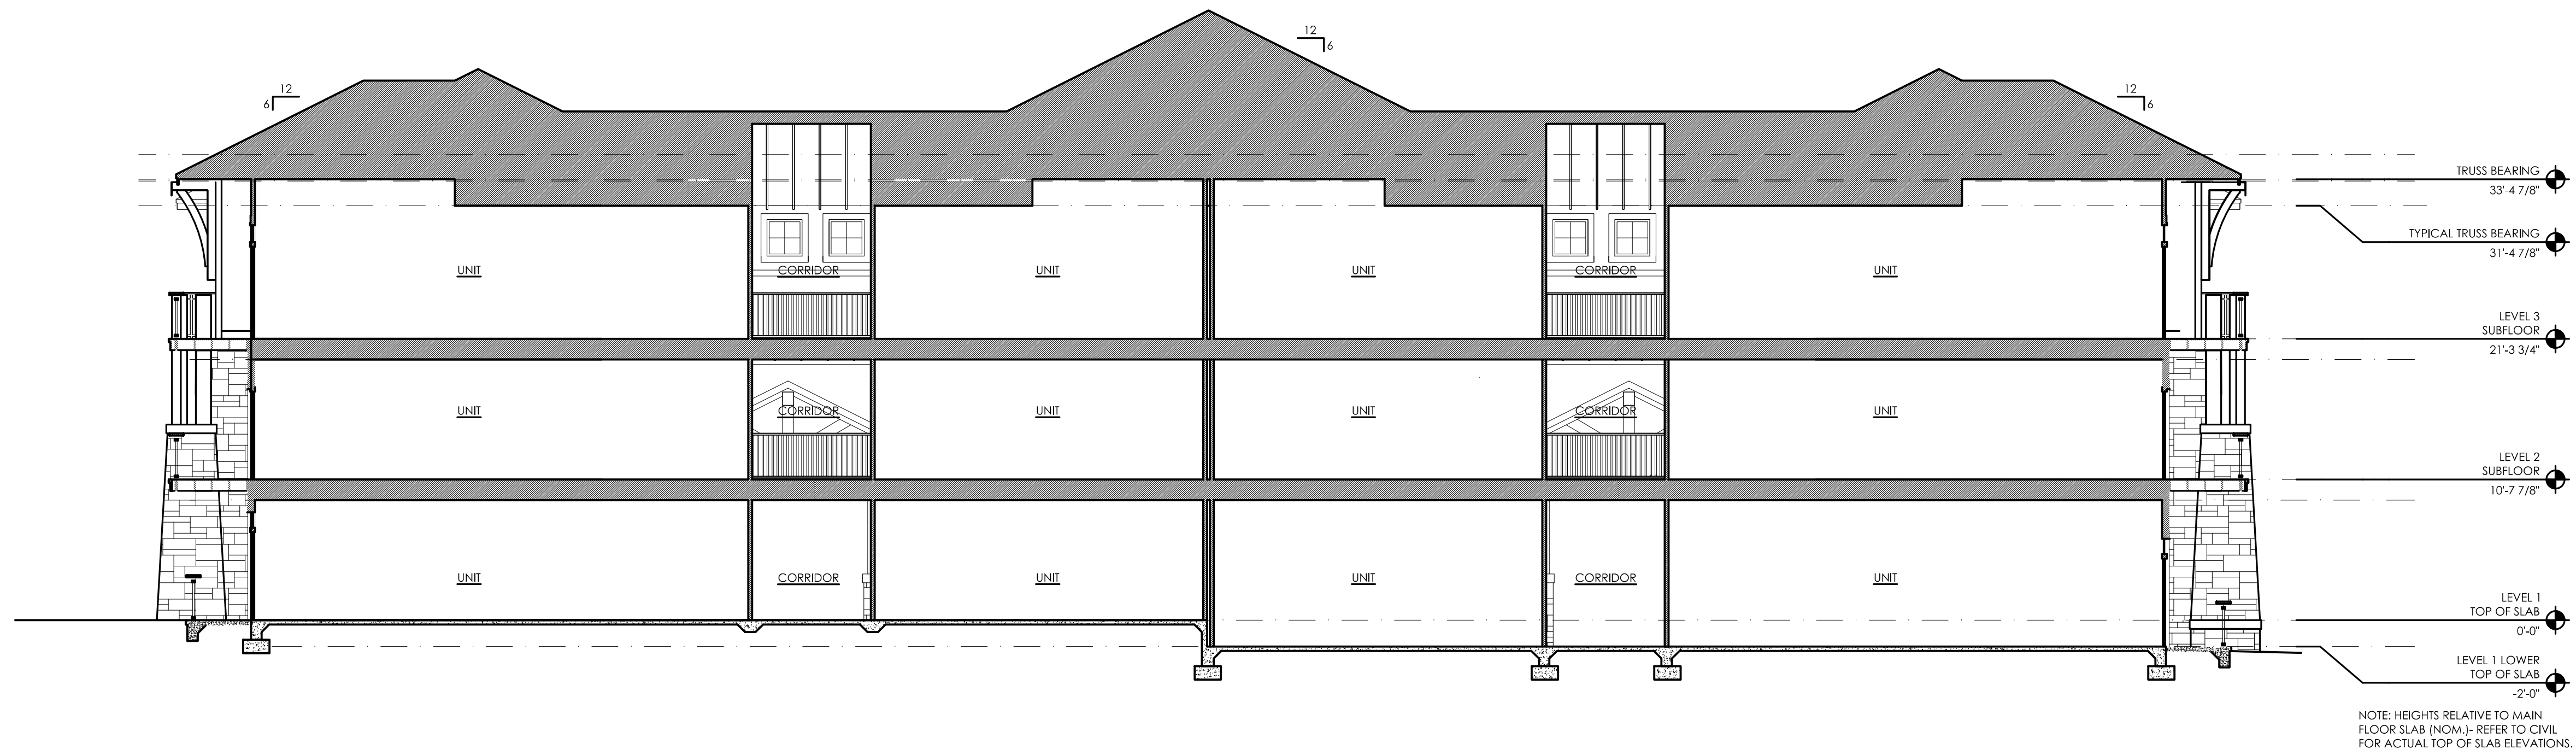 12
6
12
6
12
6
TRUSS BEARING
33'-4 7/8"
TYPICAL TRUSS BEARING
31'-4 7/8"
UNIT
CORRIDOR
UNIT
UNIT
CORRIDOR
UNIT
LEVEL 3
SUBFLOOR
21'-3 3/4"
UNIT
CORRIDOR
UNIT
UNIT
CORRIDOR
UNIT
LEVEL 2
SUBFLOOR
10'-7 7/8"
UNIT
CORRIDOR
UNIT
UNIT
CORRIDOR
UNIT
LEVEL 1
TOP OF SLAB
0'-0"
LEVEL 1 LOWER
TOP OF SLAB
-2'-0"
NOTE: HEIGHTS RELATIVE TO MAIN
FLOOR SLAB (NOM.)- REFER TO CIVIL
FOR ACTUAL TOP OF SLAB ELEVATIONS.